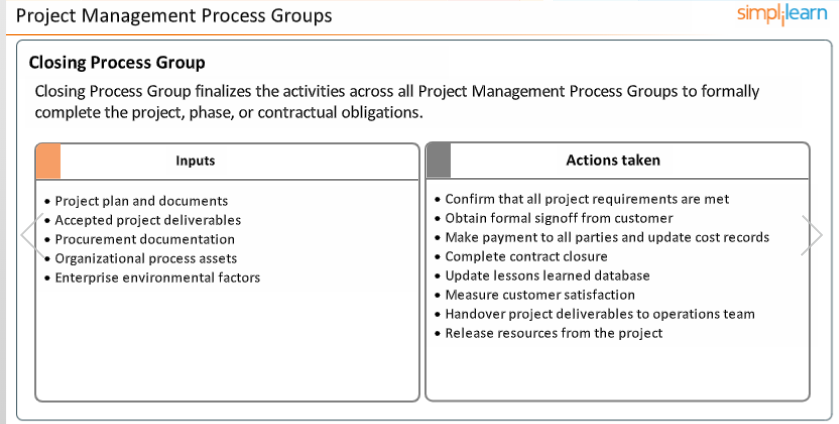 Project Management Process Groups
simplilearn
Closing Process Group
Closing Process Group finalizes the activities across all Project Management Process Groups to formally
complete the project, phase, or contractual obligations.
Inputs
• Project plan and documents
• Accepted project deliverables
• Procurement documentation
• Organizational process assets
• Enterprise environmental factors
Actions taken
• Confirm that all project requirements are met
• Obtain formal signoff from customer
• Make payment to all parties and update cost records
• Complete contract closure
• Update lessons learned database
• Measure customer satisfaction
• Handover project deliverables to operations team
• Release resources from the project